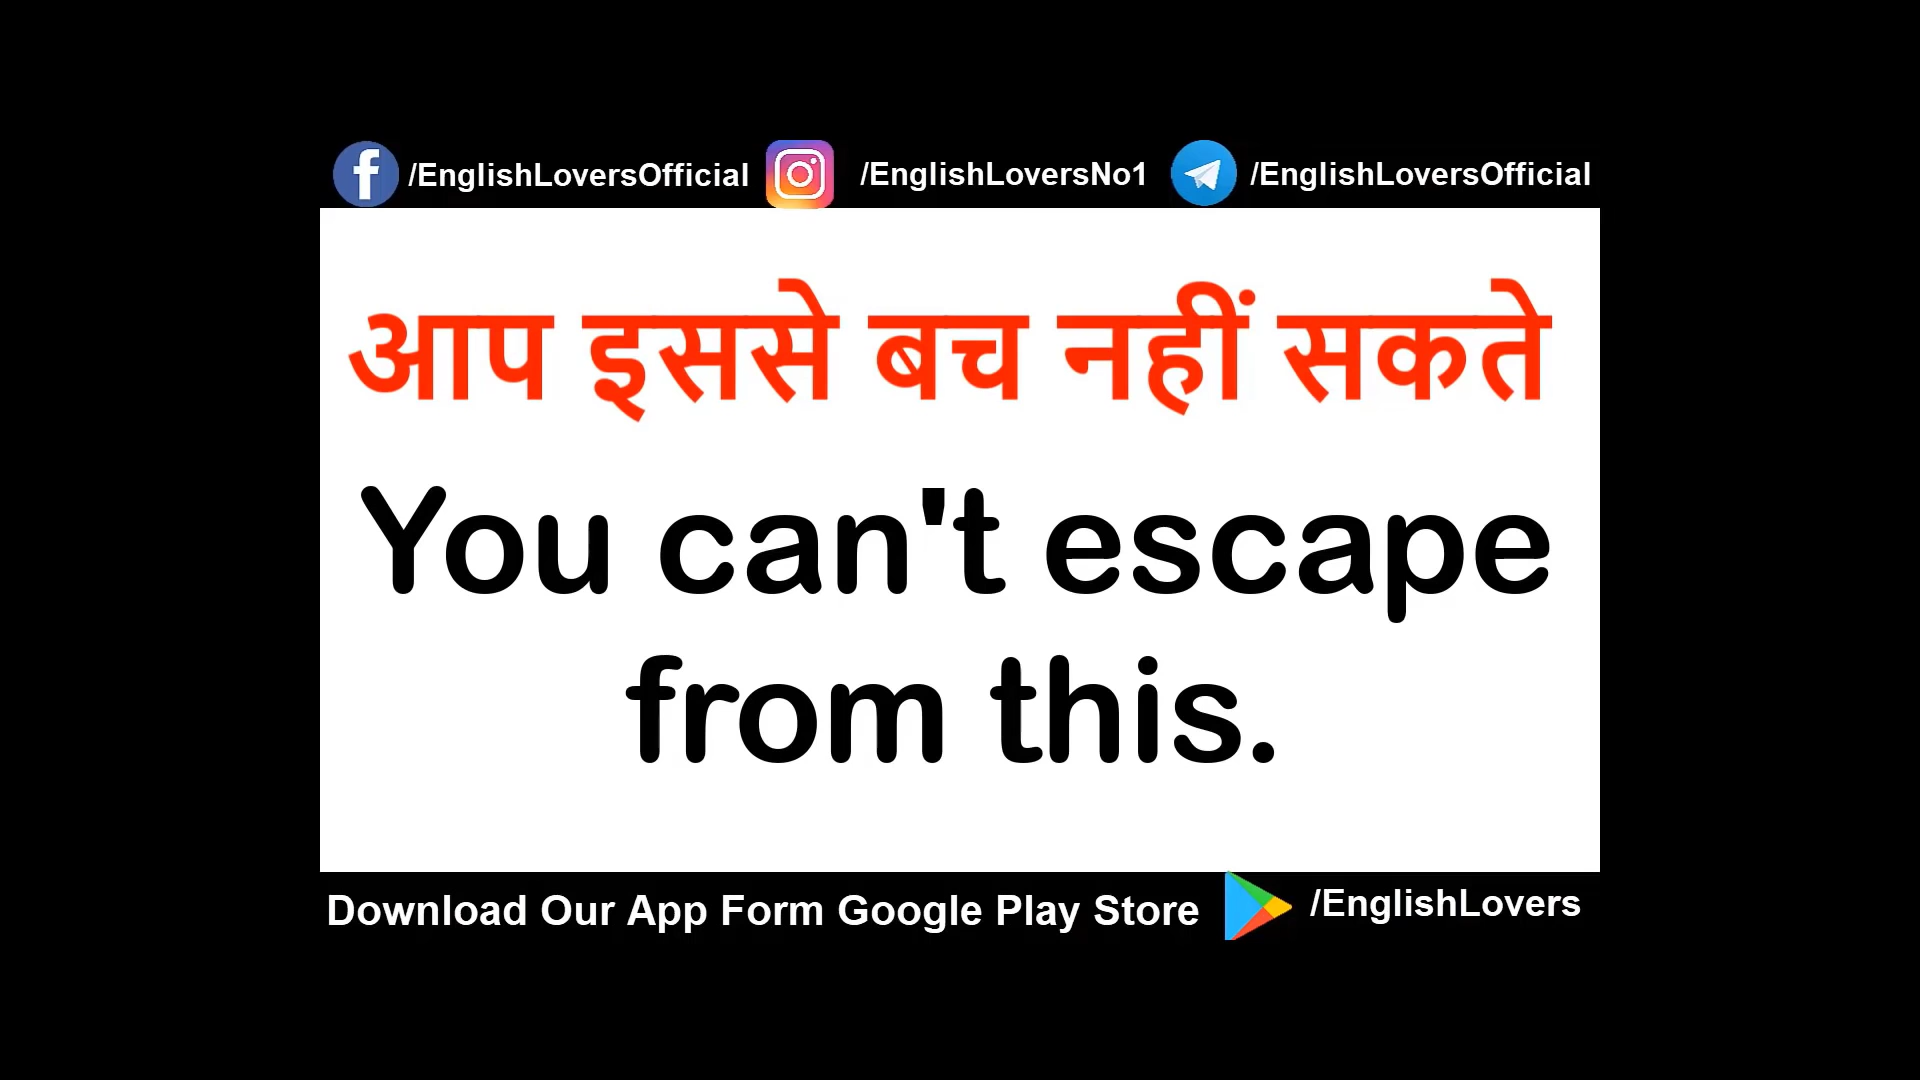 /EnglishLoversOfficial /EnglishLoversNo1 /EnglishLoversOfficial
आप इससे बच नहीं सकते
You can't escape
from this.
Download Our App Form Google Play Store /EnglishLovers